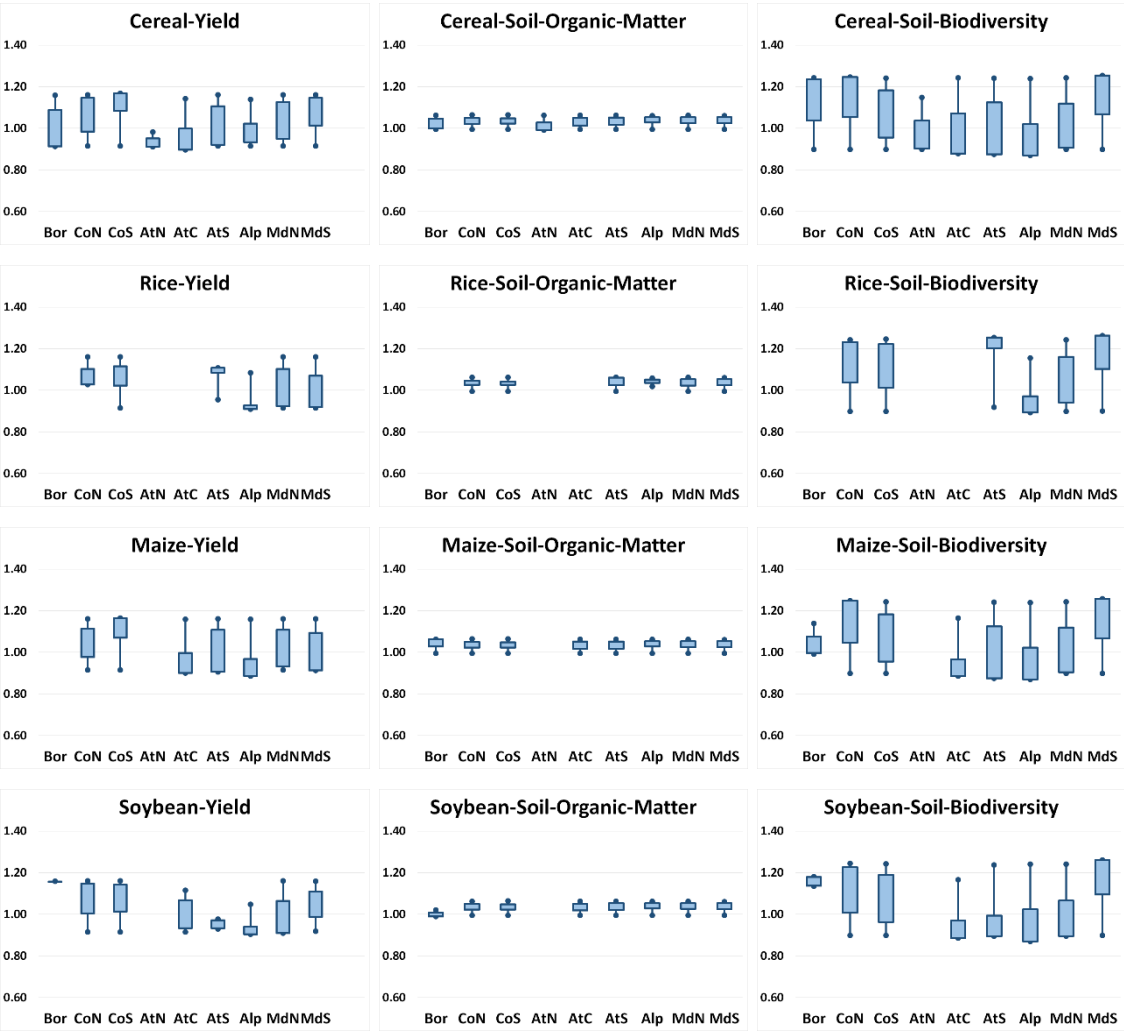 Cereal-Yield
1.40
1.20
1.00
0.80
0.60
Bor CoN CoS AtN AtC AtS Alp MdN MdS
Cereal-Soil-Organic-Matter
Bor CoN CoS AtN AtC AtS Alp MdN MdS
Cereal-Soil-Biodiversity
1.40
1.20
1.00
0.80
0.60
Bor CoN CoS AtN AtC AtS Alp MdN MdS
Rice-Yield
1.40
1.20
1.00
0.80
0.60
Bor CoN CoS AtN AtC AtS Alp MdN MdS
Rice-Soil-Organic-Matter
1.40
1.20
1.00
0.80
0.60
Bor CoN CoS AtN AtC AtS Alp MdN MdS
Rice-Soil-Biodiversity
1.40
1.20
1.00
0.80
0.60
Bor CoN CoS AtN AtC AtS Alp MdN MdS
Maize-Yield
1.40
1.20
1.00
0.80
0.60
Bor CoN CoS AtN AtC AtS Alp MdN MdS
Maize-Soil-Organic-Matter
1.40
1.20
1.00
0.80
0.60
Bor CoN CoS AtN AtC AtS Alp MdN MdS
Maize-Soil-Biodiversity
1.40
1.20
1.00
0.80
0.60
Bor CoN CoS AtN AtC AtS Alp MdN MdS
Soybean-Yield
1.40
1.20
1.00
0.80
0.60
Bor CoN CoS AtN AtC AtS Alp MdN MdS
Soybean-Soil-Organic-Matter
1.40
1.20
1.00
0.80
0.60
Bor CoN CoS AtN AtC AtS Alp MdN MdS
Soybean-Soil-Biodiversity
1.40
1.20
1.00
0.80
0.60
Bor CoN CoS AtN AtC AtS Alp MdN MdS